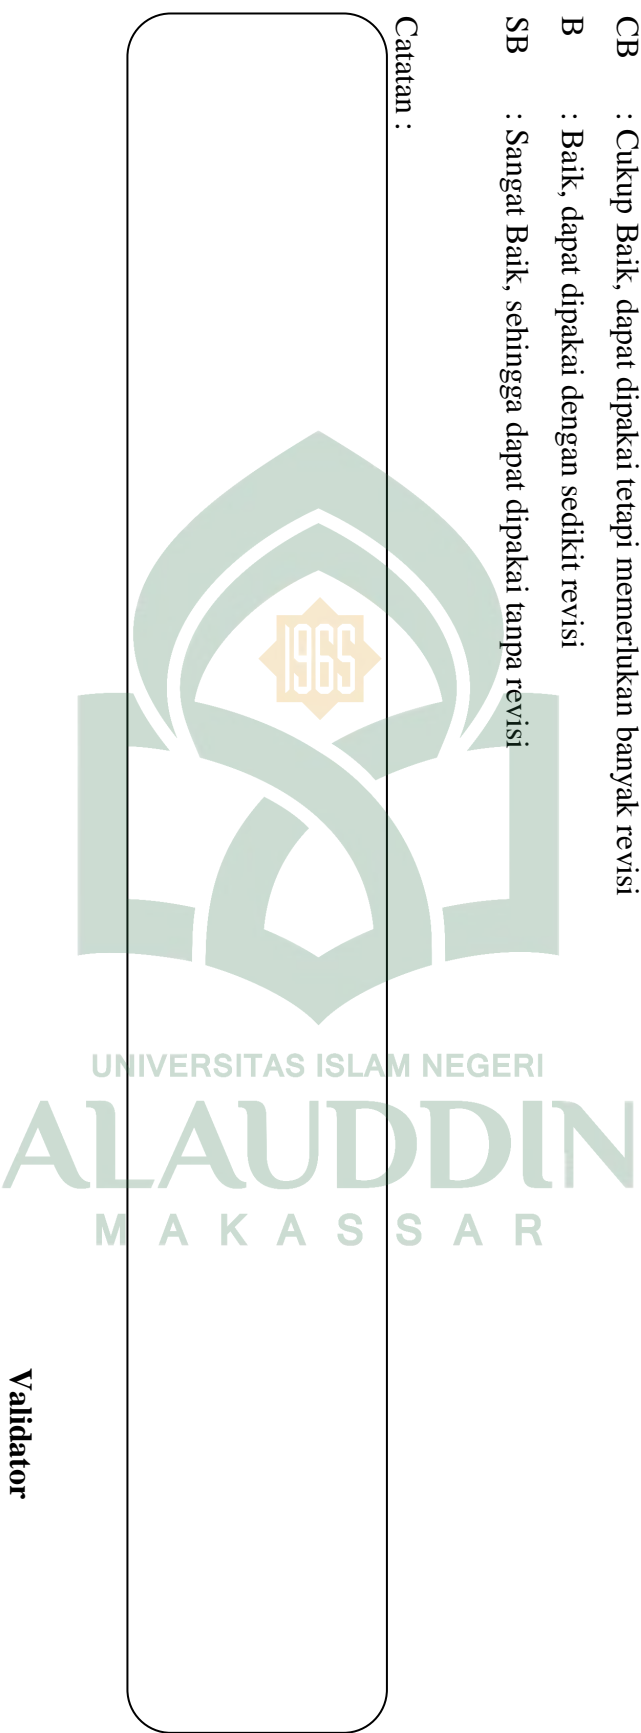 CB : Cukup Baik, dapat dipakai tetapi memerlukan banyak revisi
B : Baik, dapat dipakai dengan sedikit revisi
SB : Sangat Baik, sehingga dapat dipakai tanpa revisi
Catatan :
1965
UNIVERSITAS ISLAM NEGERI
ALAUDDIN
MAKASSAR
Validator